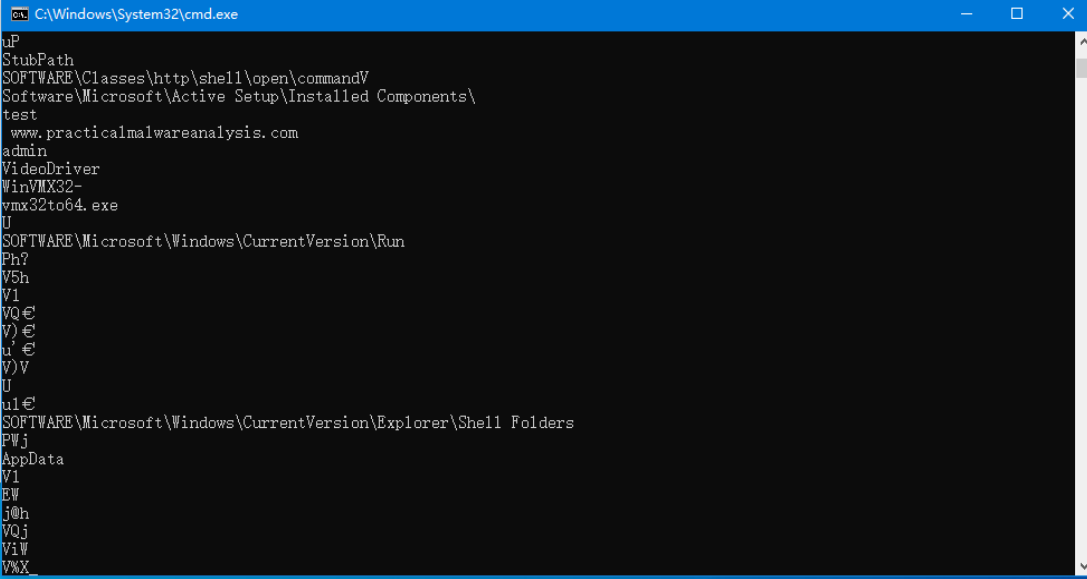 C:\Windows\System32\cmd.exe
uP
StubPath
SOFTWARE\Classes\http\shell\open\commandV
Software\Microsoft\Active Setup\Installed Components\
test
www.practicalmalwareanalysis.com
admin
VideoDriver
WinVMX32-
vmx32to64.exe
U
SOFTWARE\Microsoft\Windows\CurrentVersion\Run
Ph?
V5h
V1
VQ€
V)€
u'€
V)V
U
u1€
SOFTWARE\Microsoft\Windows\CurrentVersion\Explorer\Shell Folders
PWj
AppData
V1
EW
j@h
VQj
ViW
V%X_